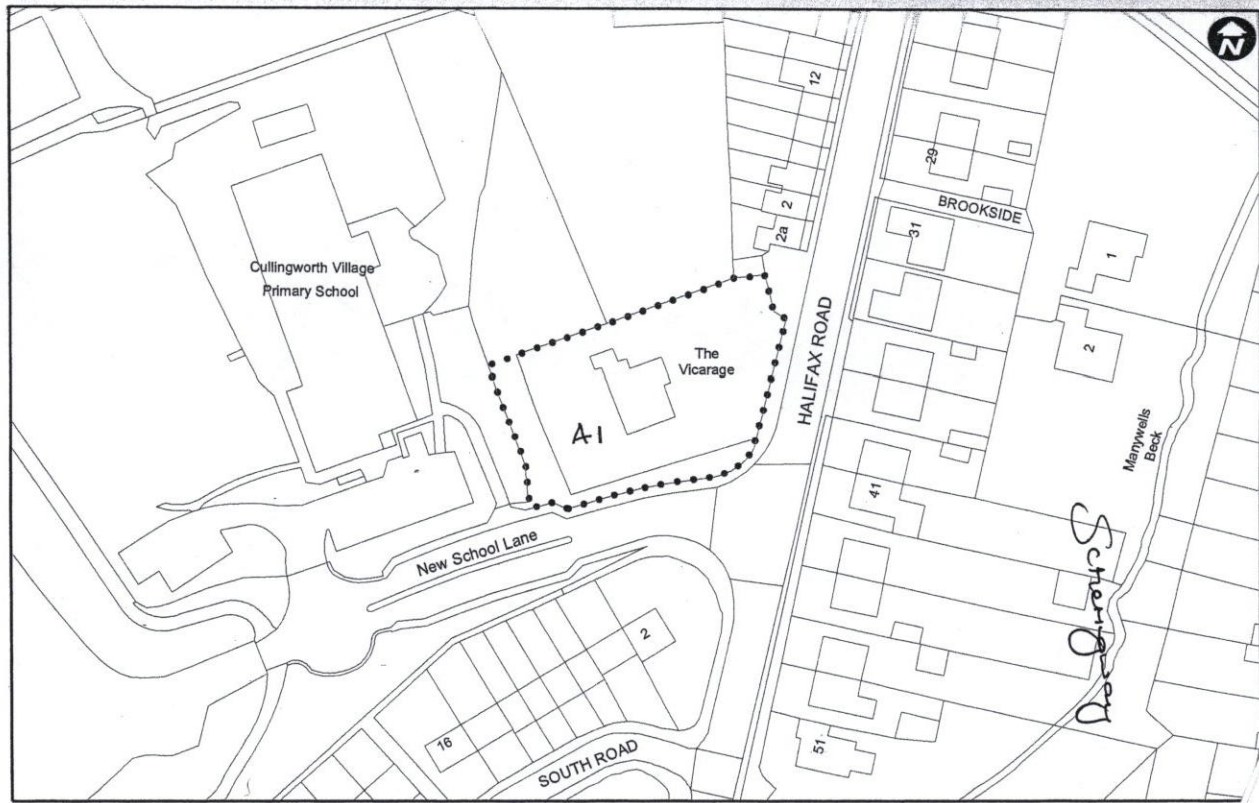 N
12
29
BROOKSIDE
2
2a
31
1
Cullingworth Village
Primary School
HALIFAX ROAD
The
Vicarage
2
A1
Manywells
Beck
41
New School Lane
2
16
51
SOUTH ROAD